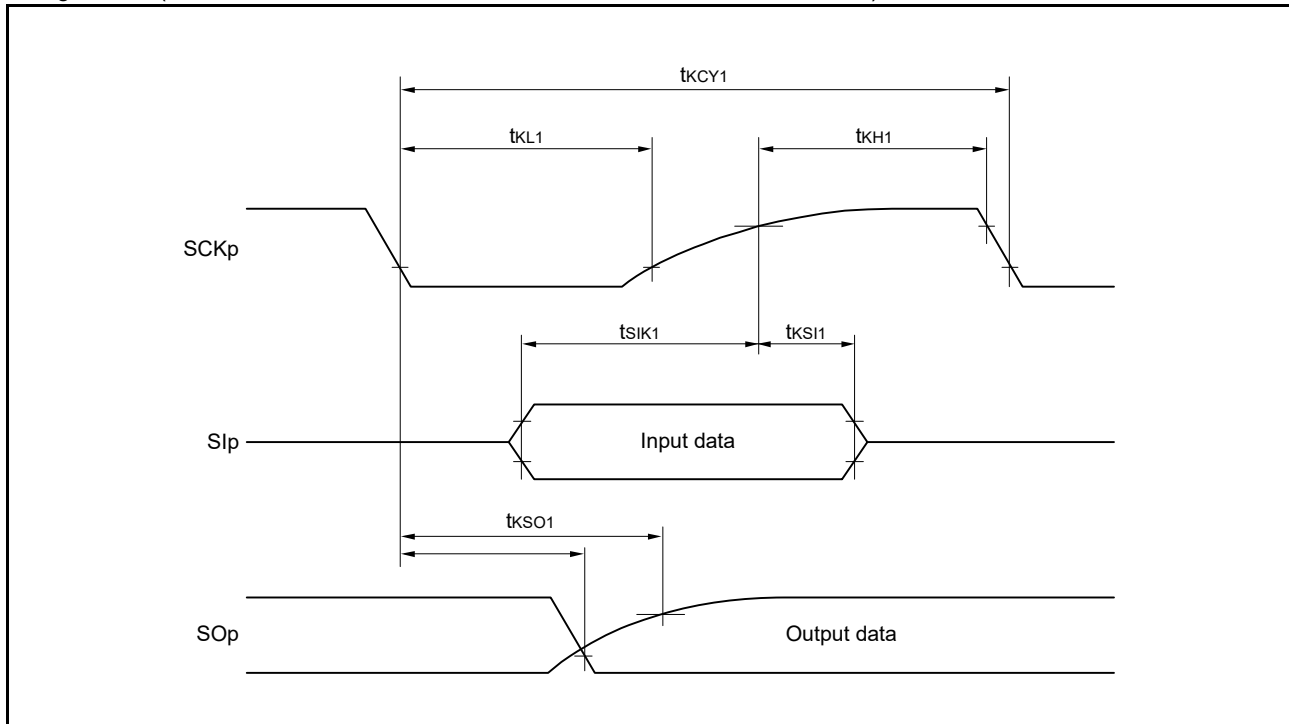 tKCY1
tKL1
tKH1
SCKp
tSIK1
tKSI1
SIp
Input data
tKSO1
SOp
Output data